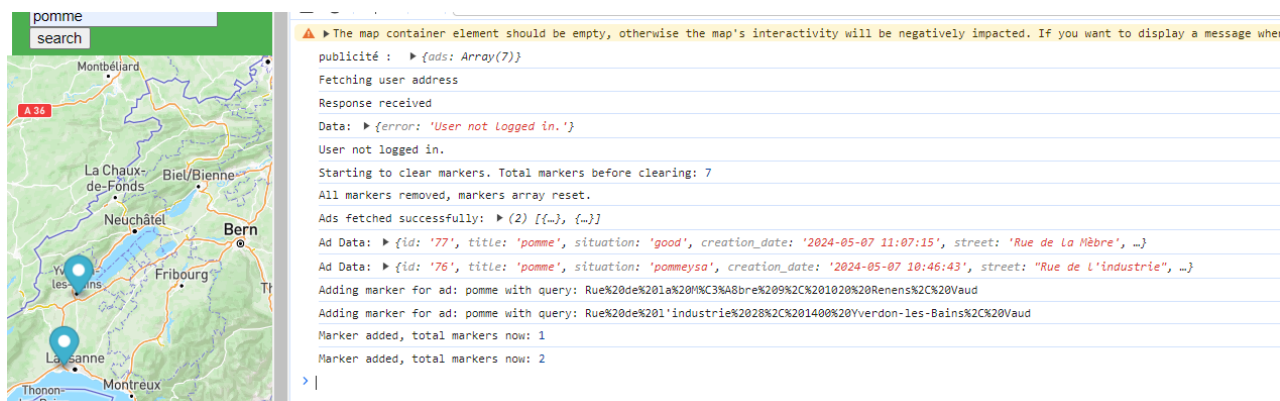 pomme
search
Montbéliard
A 36
La Chaux-
de-Fonds
Biel/Bienne
Neuchâtel
Bern
Fribourg
les-
Lausanne
Montreux
Thonon-
The map container element should be empty, otherwise the map's interactivity will be negatively impacted. If you want to display a message whe
publicité : ▶ {ads: Array(7)}
Fetching user address
Response received
Data: ▶ {error: 'User not logged in.'}
User not logged in.
Starting to clear markers. Total markers before clearing: 7
All markers removed, markers array reset.
Ads fetched successfully: ▶ (2) [{…}, {…}]
Ad Data: ▶ {id: '77', title: 'pomme', situation: 'good', creation_date: '2024-05-07 11:07:15', street: 'Rue de la Mèbre', …}
Ad Data: ▶ {id: '76', title: 'pomme', situation: 'pommeysa', creation_date: '2024-05-07 10:46:43', street: "Rue de l'industrie", …}
Adding marker for ad: pomme with query: Rue%20de%20la%20M%C3%A8bre%209%2C%201020%20Renens%2C%20Vaud
Adding marker for ad: pomme with query: Rue%20de%20l'industrie%2028%2C%201400%20Yverdon-les-Bains%2C%20Vaud
Marker added, total markers now: 1
Marker added, total markers now: 2